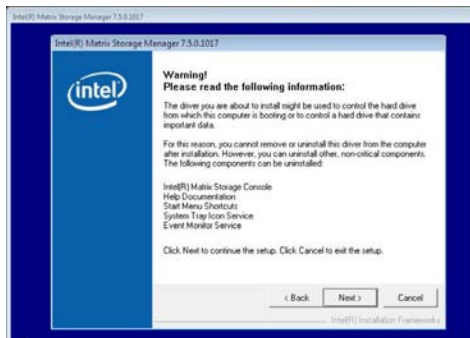 Intel(R) Matrix Storage Manager 7.5.0.1017
Intel(R) Matrix Storage Manager 7.5.0.1017
intel
Warning!
Please read the following information:
The driver you are about to install might be used to control the hard drive
from which this computer is booting or to control a hard drive that contains
important data.
For this reason, you cannot remove or uninstall this driver from the computer
after installation. However, you can uninstall other, non-critical components.
The following components can be uninstalled:
Intel(R) Matrix Storage Console
Help Documentation
Start Menu Shortcuts
System Tray Icon Service
Event Monitor Service
Click Next to continue the setup. Click Cancel to exit the setup.
< Back Next > Cancel
Intel(R) Installation Framework